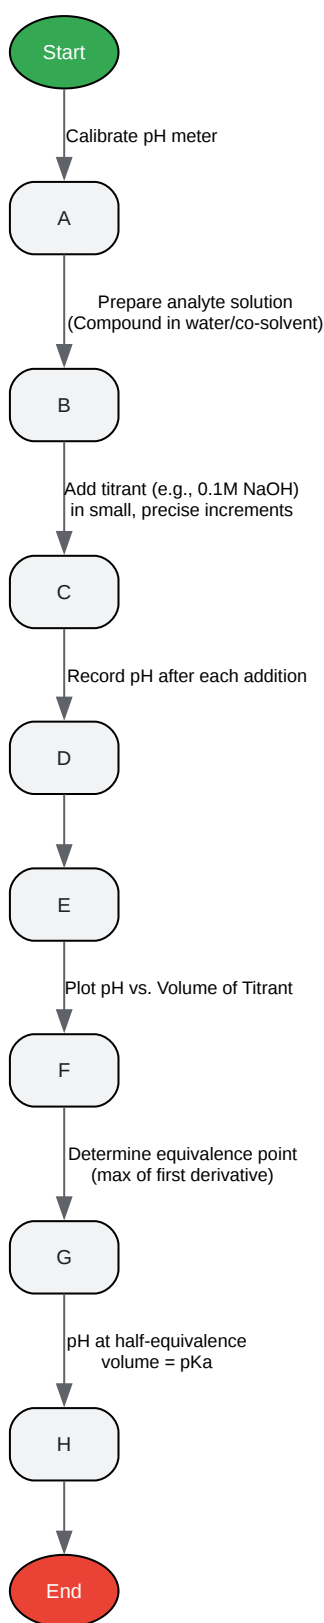 Start
Calibrate pH meter
A
Prepare analyte solution
(Compound in water/co-solvent)
B
Add titrant (e.g., 0.1M NaOH)
in small, precise increments
C
Record pH after each addition
D
E
Plot pH vs. Volume of Titrant
F
Determine equivalence point
(max of first derivative)
G
pH at half-equivalence
volume = pKa
H
End